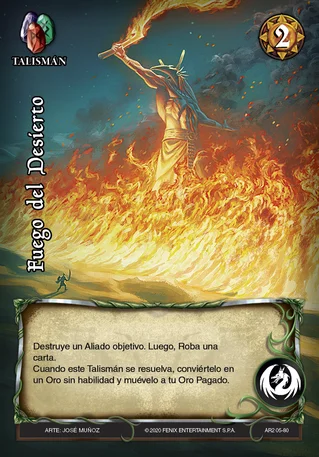 2
TALISMÁN
Fuego del Desierto
Destruye un Aliado objetivo. Luego, Roba una
carta.
Cuando este Talismán se resuelva, conviértelo en
un Oro sin habilidad y muévelo a tu Oro Pagado.
ARTE: JOSÉ MUÑOZ
© 2020 FENIX ENTERTAINMENT S.P.A.
AR2 05-80